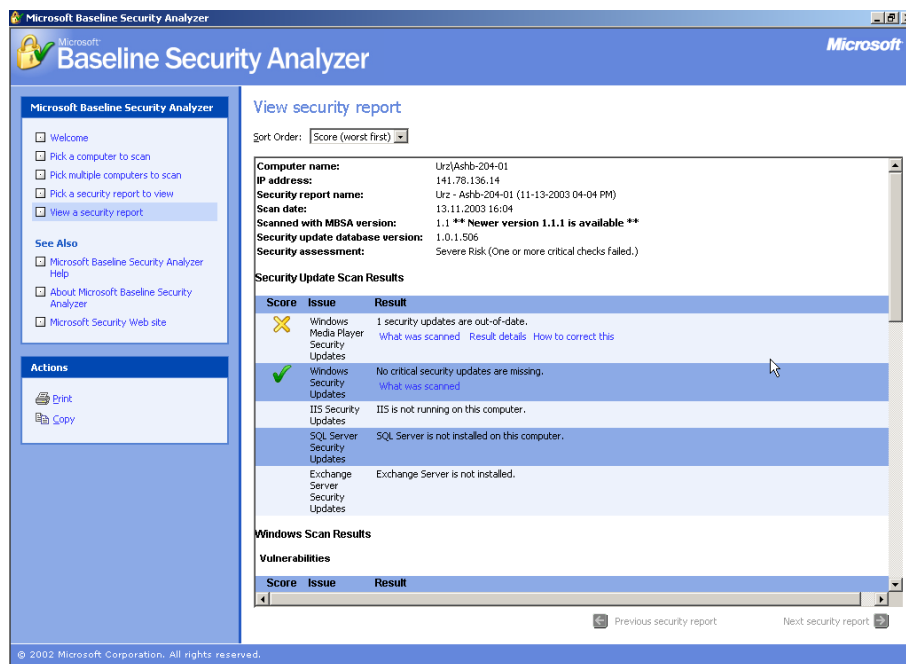 Microsoft Baseline Security Analyzer
Microsoft
Baseline Security Analyzer
Microsoft
Microsoft Baseline Security Analyzer
Welcome
Pick a computer to scan
Pick multiple computers to scan
Pick a security report to view
View a security report
See Also
Microsoft Baseline Security Analyzer
Help
About Microsoft Baseline Security
Analyzer
Microsoft Security Web site
Actions
Print
Copy
View security report
Sort Order: Score (worst first)
Computer name: Urz\Ashb-204-01
IP address: 141.78.136.14
Security report name: Urz - Ashb-204-01 (11-13-2003 04-04 PM)
Scan date: 13.11.2003 16:04
Scanned with MBSA version: 1.1 ** Newer version 1.1.1 is available **
Security update database version: 1.0.1.506
Security assessment: Severe Risk (One or more critical checks failed.)
Security Update Scan Results
Score Issue Result
Windows
Media Player
Security
Updates
1 security updates are out-of-date.
What was scanned Result details How to correct this
Windows
Security
Updates
No critical security updates are missing.
What was scanned
IIS Security
Updates
IIS is not running on this computer.
SQL Server
Security
Updates
SQL Server is not installed on this computer.
Exchange
Server
Security
Updates
Exchange Server is not installed.
Windows Scan Results
Vulnerabilities
Score Issue Result
Previous security report
Next security report
© 2002 Microsoft Corporation. All rights reserved.